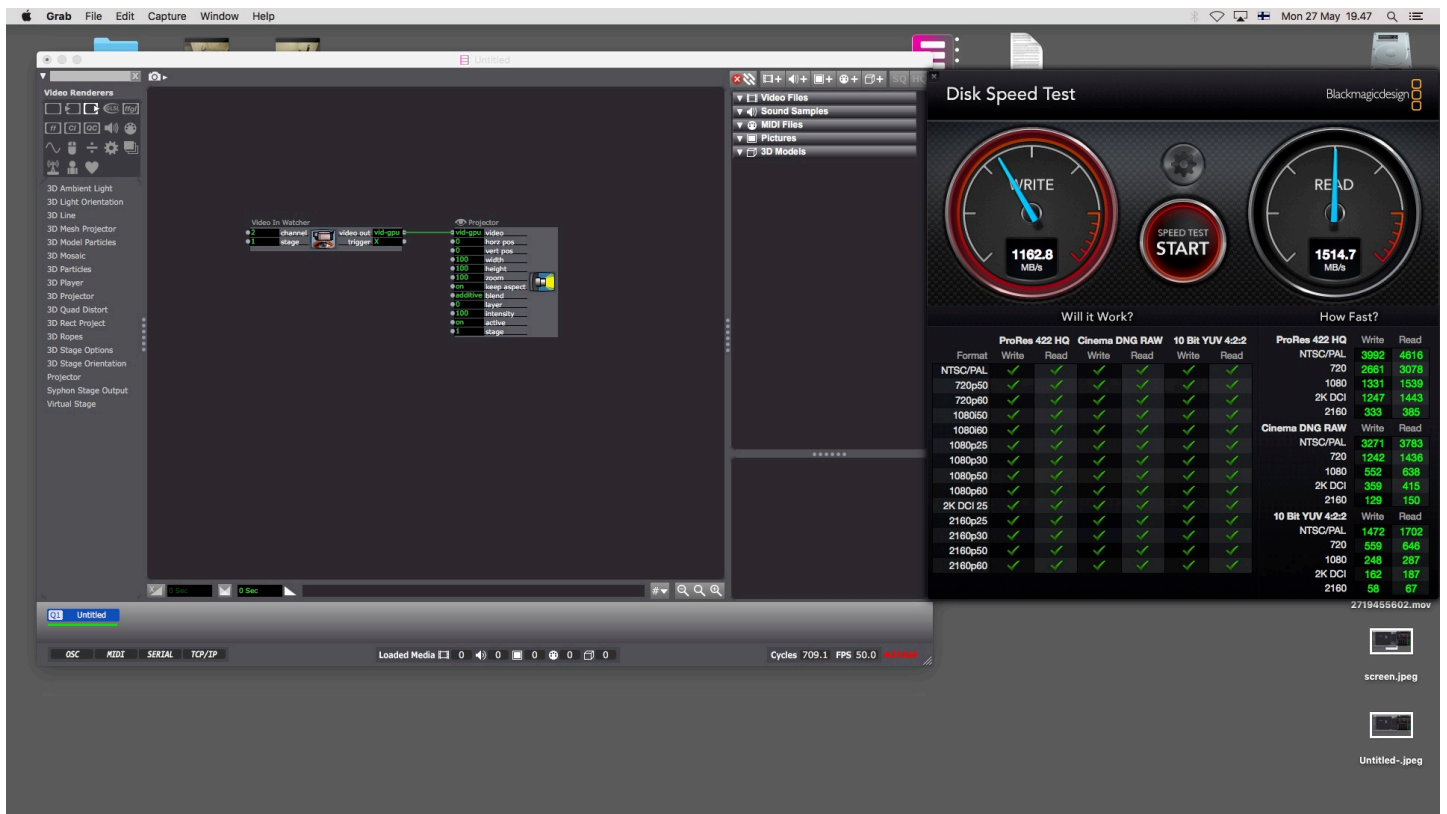 Grab File Edit Capture Window Help
Mon 27 May 19.47
Untitled
Video Renderers
3D Ambient Light
3D Light Orientation
3D Line
3D Mesh Projector
3D Model Particles
3D Mosaic
3D Particles
3D Player
3D Projector
3D Quad Distort
3D Rect Project
3D Ropes
3D Stage Options
3D Stage Orientation
Projector
Syphon Stage Output
Virtual Stage
Video In Watcher
2 channel video out vid-gpu
1 stage trigger X
Projector
vid-gpu video
0 horz pos
0 vert pos
100 width
100 height
100 zoom
on keep aspect
additive blend
0 layer
100 intensity
on active
1 stage
Video Files
Sound Samples
MIDI Files
Pictures
3D Models
0 Sec 0 Sec
Q1 Untitled
OSC MIDI SERIAL TCP/IP
Loaded Media 0 0 0 0 0
Cycles 709.1 FPS 50.0
Disk Speed Test
Blackmagicdesign
WRITE
1162.8
MB/s
SPEED TEST
START
READ
1514.7
MB/s
Will it Work?
ProRes 422 HQ Cinema DNG RAW 10 Bit YUV 4:2:2
Format Write Read Write Read Write Read
NTSC/PAL
720p50
720p60
1080i50
1080i60
1080p25
1080p30
1080p50
1080p60
2K DCI 25
2160p25
2160p30
2160p50
2160p60
How Fast?
ProRes 422 HQ Write Read
NTSC/PAL 3992 4616
720 2661 3078
1080 1331 1539
2K DCI 1247 1443
2160 333 385
Cinema DNG RAW Write Read
NTSC/PAL 3271 3783
720 1242 1436
1080 552 638
2K DCI 359 415
2160 129 150
10 Bit YUV 4:2:2 Write Read
NTSC/PAL 1472 1702
720 559 646
1080 248 287
2K DCI 162 187
2160 58 67
2719455602.mov
screen.jpeg
Untitled-.jpeg